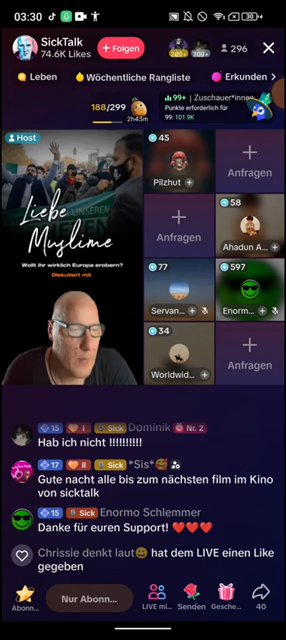 03:30
30
SickTalk
74.6K Likes
+ Folgen
200+ 200+
296
Leben
Wöchentliche Rangliste
Erkunden >
188/299
2h43m
99+ | Zuschauer*innen
Punkte erforderlich für
99: 101.9K
Host
Liebe
Muslime
Wollt ihr wirklich Europa erobern?
Diskutiert mit
45
Pilzhut
Anfragen
Anfragen
58
Ahadun A...
77
Servan...
597
Enorm...
34
Worldwid...
Anfragen
15 I Sick Dominik Nr. 2
Hab ich nicht !!!!!!!!!!
17 II Sick *Sis*🥰
Gute nacht alle bis zum nächsten film im Kino
von sicktalk
15 Sick Enormo Schlemmer
Danke für euren Support! ❤️❤️❤️
Chrissie denkt laut😄 hat dem LIVE einen Like
gegeben
Abonn...
Nur Abonn...
LIVE mi...
Senden
Gesche...
40